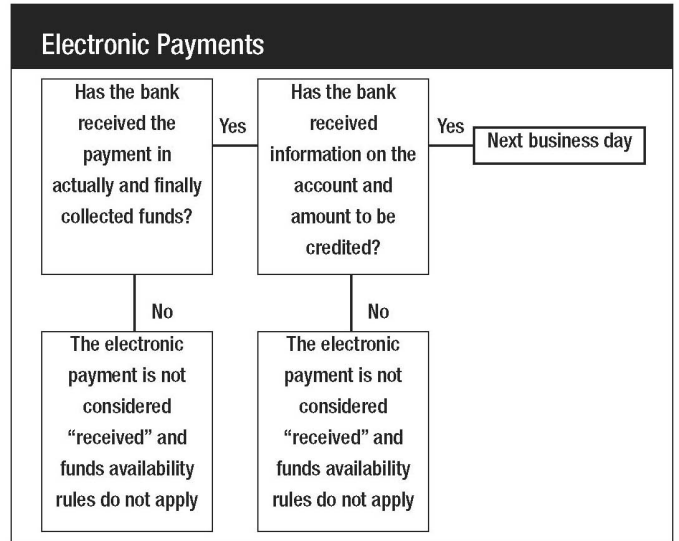 Electronic Payments
Has the bank
received the
payment in
actually and finally
collected funds?
Yes
Has the bank
received
information on the
account and
amount to be
credited?
Yes
Next business day
No
The electronic
payment is not
considered
“received” and
funds availability
rules do not apply
No
The electronic
payment is not
considered
“received” and
funds availability
rules do not apply